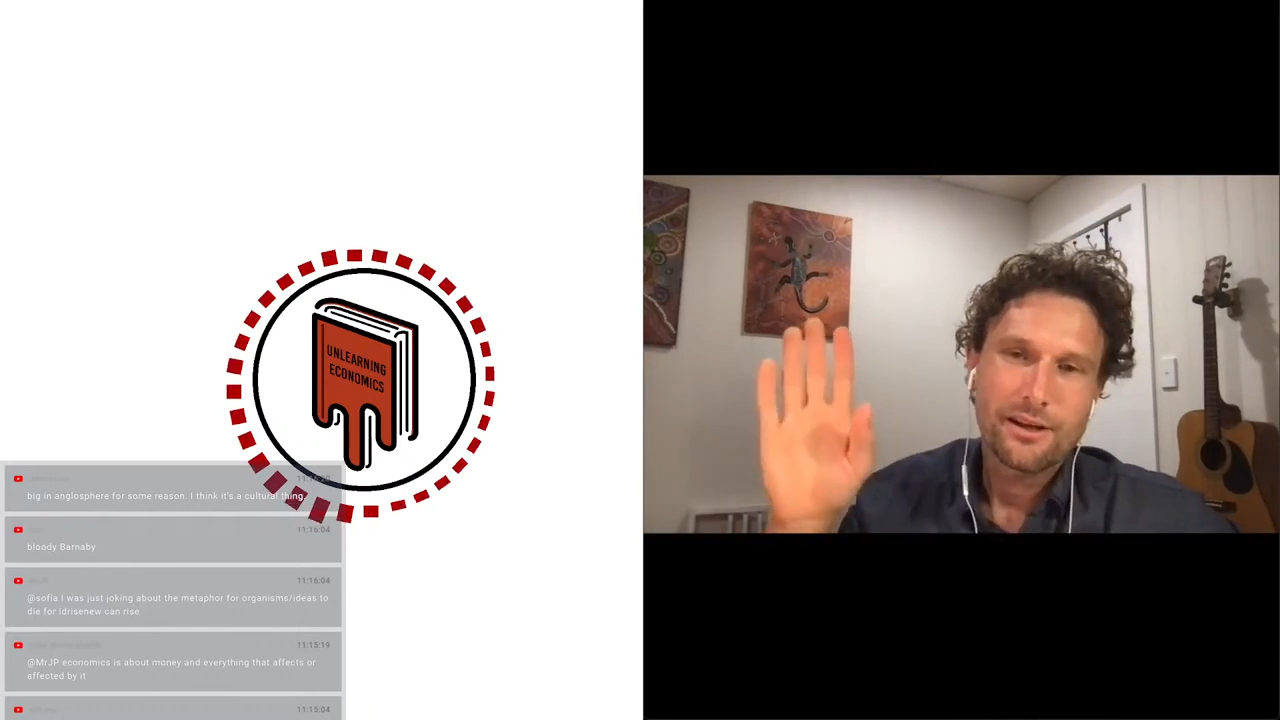 UNLEARNING
ECONOMICS
big in anglosphere for some reason. I think it's a cultural thing.
11:16:04
bloody Barnaby
11:16:04
@sofia I was just joking about the metaphor for organisms/ideas to
die for idrisenew can rise
11:15:19
@MrJP economics is about money and everything that affects or
affected by it
11:15:04